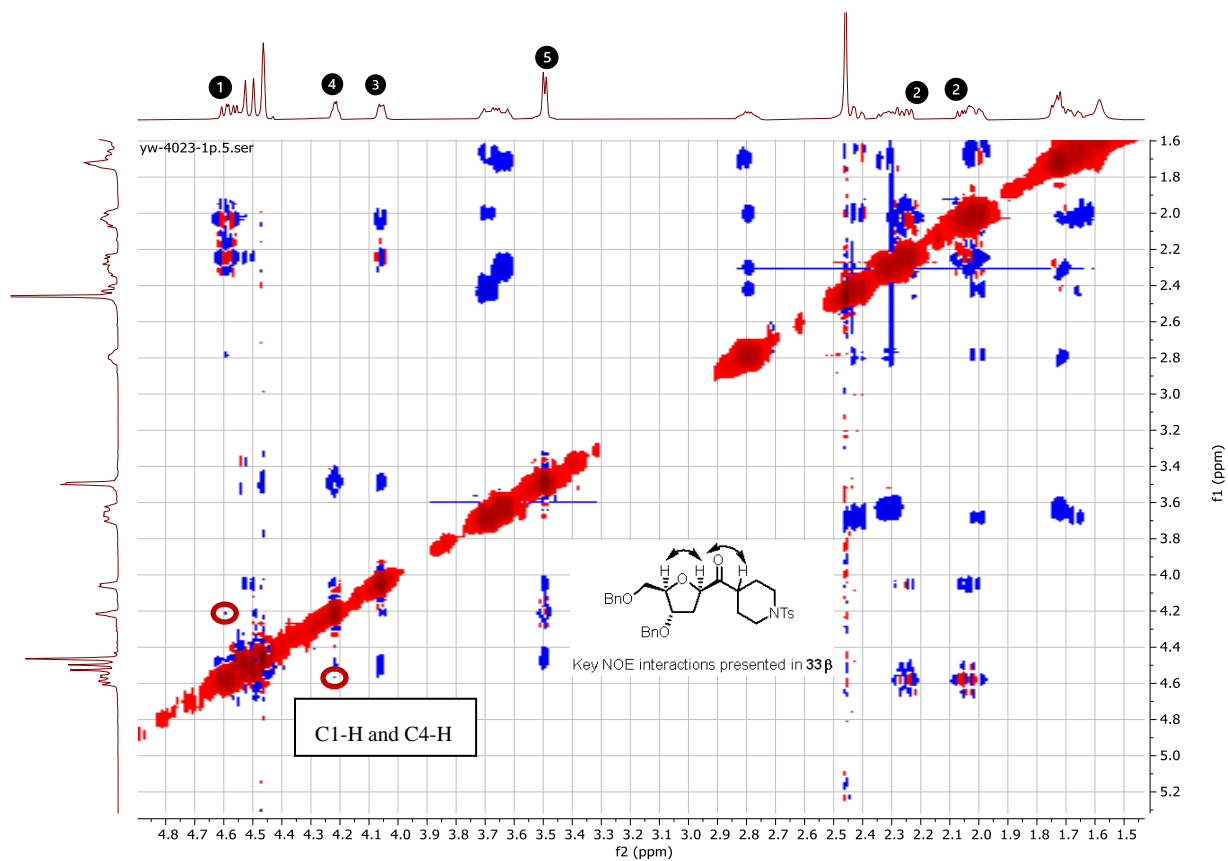 1
4
3
5
2
2
yw-4023-1p.5.ser
1.6
1.8
2.0
2.2
2.4
2.6
2.8
3.0
3.2
3.4
3.6
3.8
4.0
4.2
4.4
4.6
4.8
5.0
5.2
f1 (ppm)
O
H O H H
BnO
NTs
BnO
Key NOE interactions presented in 33β
C1-H and C4-H
4.8 4.7 4.6 4.5 4.4 4.3 4.2 4.1 4.0 3.9 3.8 3.7 3.6 3.5 3.4 3.3 3.2 3.1 3.0 2.9 2.8 2.7 2.6 2.5 2.4 2.3 2.2 2.1 2.0 1.9 1.8 1.7 1.6 1.5
f2 (ppm)